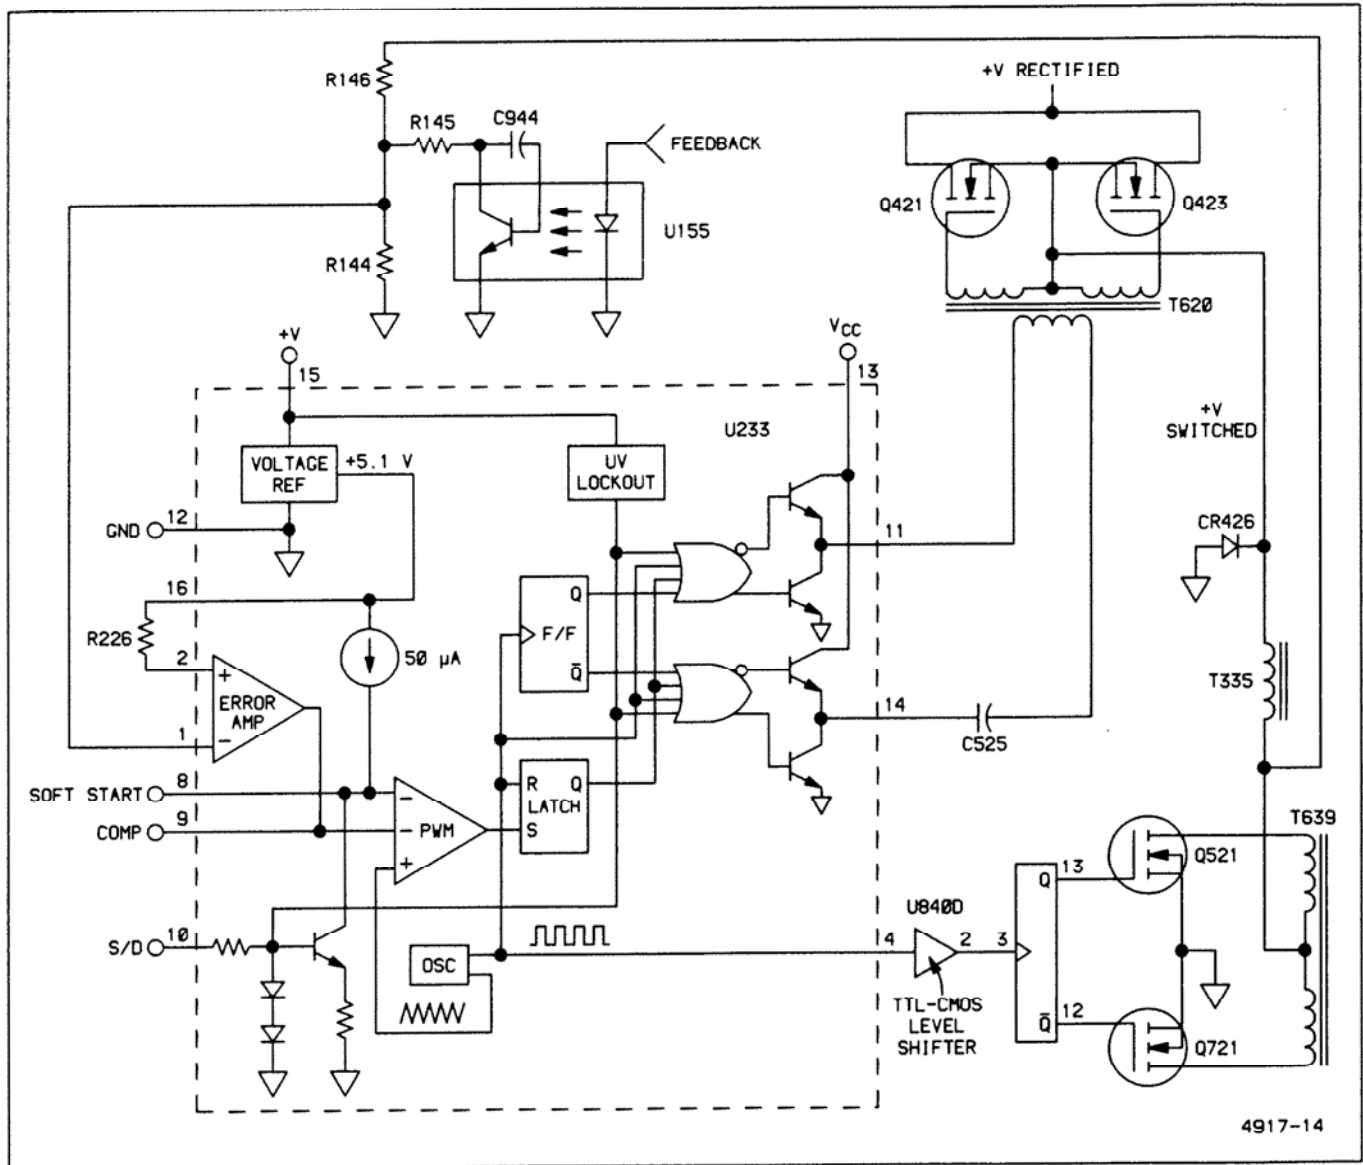 +V RECTIFIED
R146
R145
C944
FEEDBACK
Q421
Q423
U155
R144
T620
+V
VCC
15
13
U233
+V
SWITCHED
VOLTAGE
REF
+5.1 V
UV
LOCKOUT
GND
12
11
CR426
16
Q
F/F
Q̅
R226
50 µA
2
+
ERROR
AMP
T335
14
1
−
C525
SOFT START
8
−
R
Q
LATCH
S
COMP
9
−
PWM
+
T639
Q521
13
Q
U840D
S/D
10
OSC
4
2
3
TTL-CMOS
LEVEL
SHIFTER
12
Q̅
Q721
4917-14